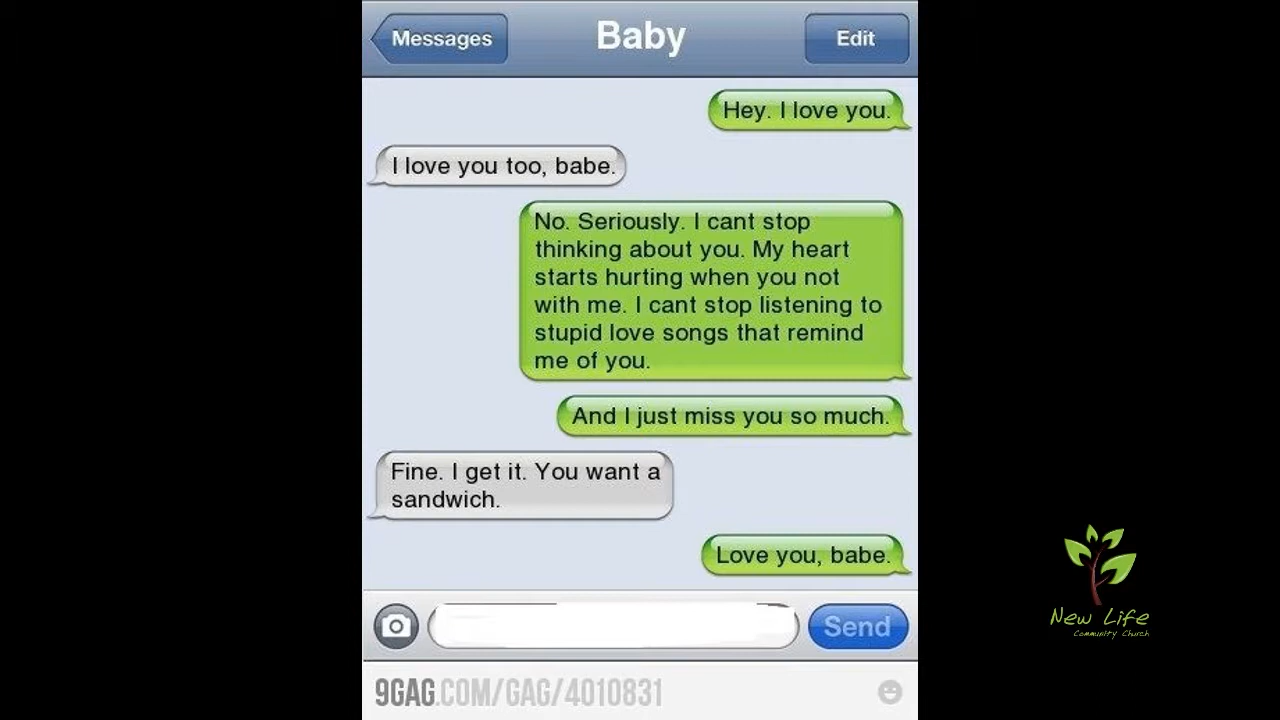 Messages
Baby
Edit
Hey. I love you.
I love you too, babe.
No. Seriously. I cant stop
thinking about you. My heart
starts hurting when you not
with me. I cant stop listening to
stupid love songs that remind
me of you.
And I just miss you so much.
Fine. I get it. You want a
sandwich.
Love you, babe.
Send
9GAG.COM/GAG/4010831
New Life
Community Church